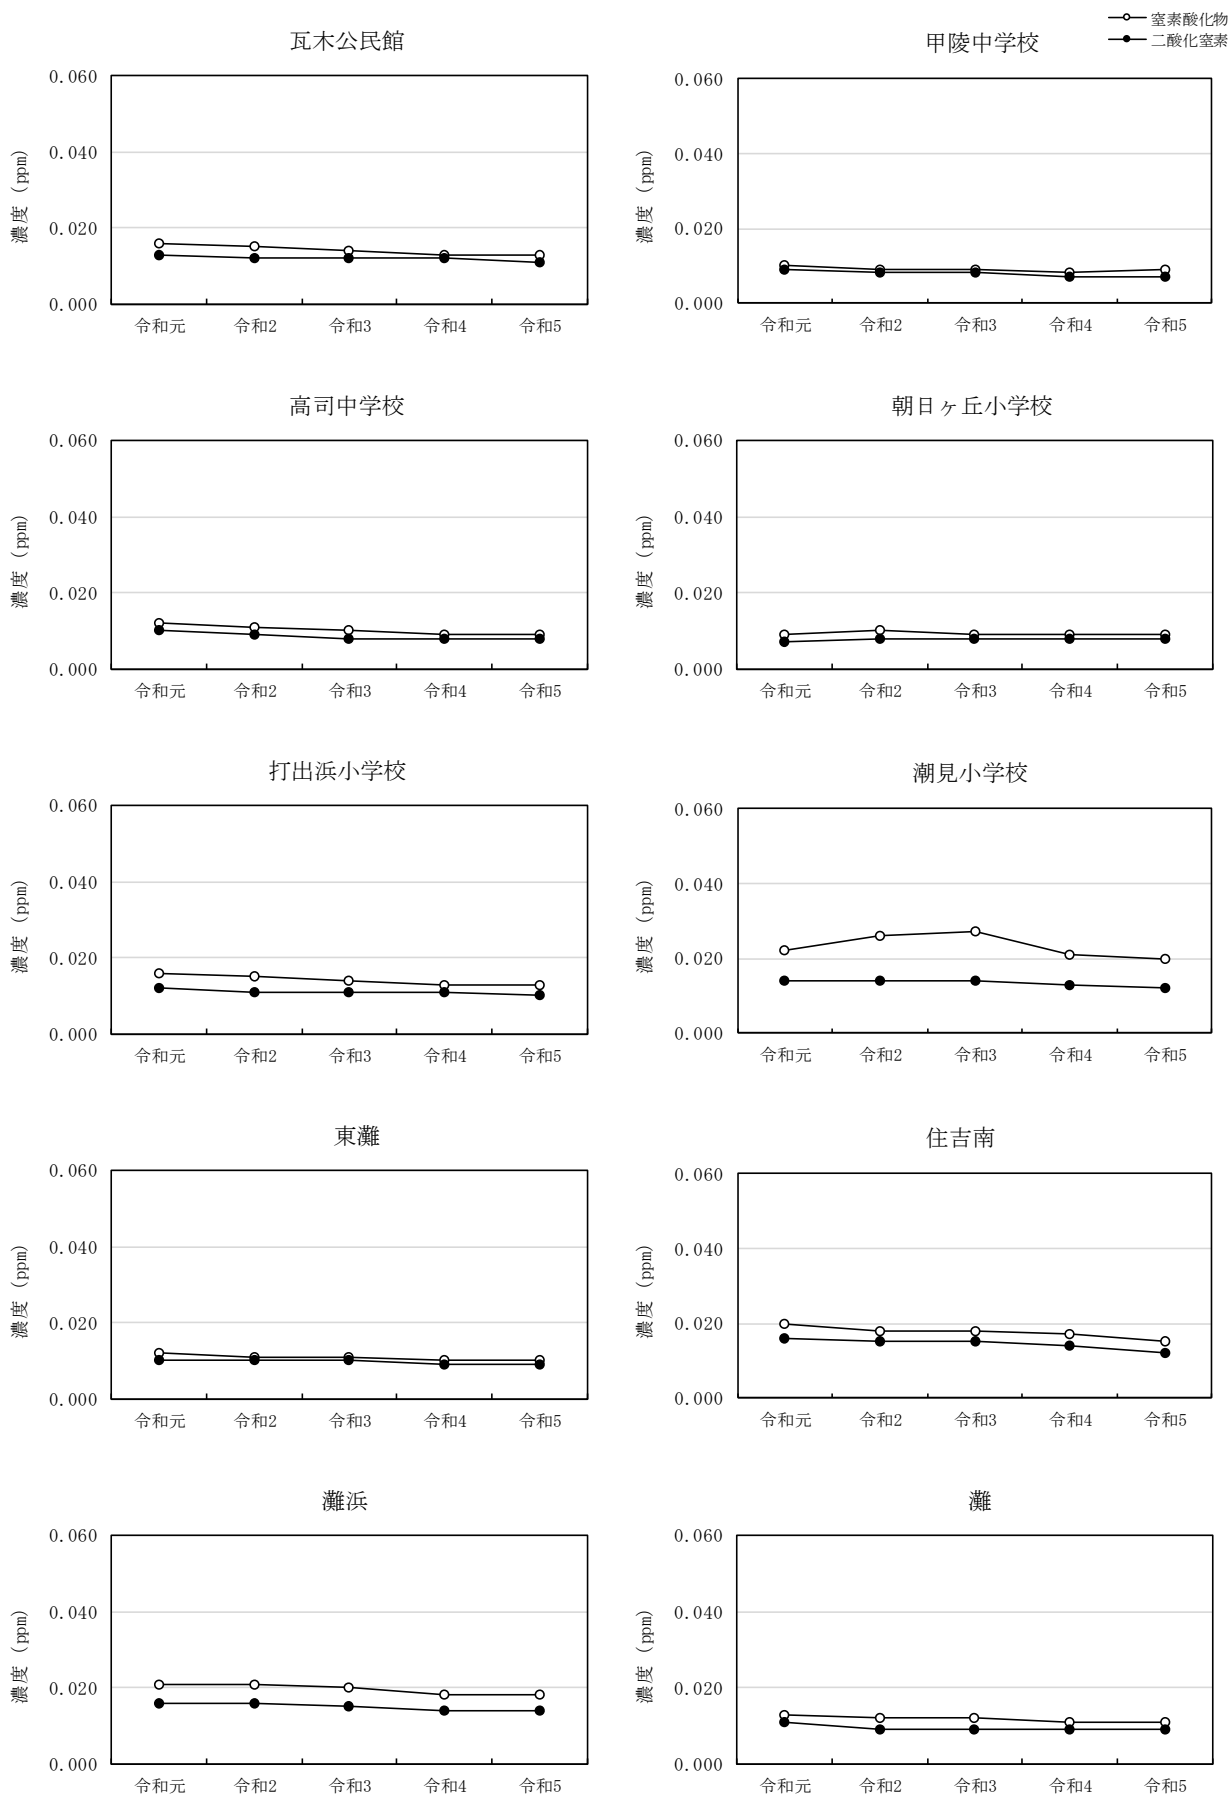 窒素酸化物
二酸化窒素
瓦木公民館
0.060
0.040
0.020
0.000
濃度 (ppm)
令和元 令和2 令和3 令和4 令和5
甲陵中学校
0.060
0.040
0.020
0.000
濃度 (ppm)
令和元 令和2 令和3 令和4 令和5
高司中学校
0.060
0.040
0.020
0.000
濃度 (ppm)
令和元 令和2 令和3 令和4 令和5
朝日ヶ丘小学校
0.060
0.040
0.020
0.000
濃度 (ppm)
令和元 令和2 令和3 令和4 令和5
打出浜小学校
0.060
0.040
0.020
0.000
濃度 (ppm)
令和元 令和2 令和3 令和4 令和5
潮見小学校
0.060
0.040
0.020
0.000
濃度 (ppm)
令和元 令和2 令和3 令和4 令和5
東灘
0.060
0.040
0.020
0.000
濃度 (ppm)
令和元 令和2 令和3 令和4 令和5
住吉南
0.060
0.040
0.020
0.000
濃度 (ppm)
令和元 令和2 令和3 令和4 令和5
灘浜
0.060
0.040
0.020
0.000
濃度 (ppm)
令和元 令和2 令和3 令和4 令和5
灘
0.060
0.040
0.020
0.000
濃度 (ppm)
令和元 令和2 令和3 令和4 令和5